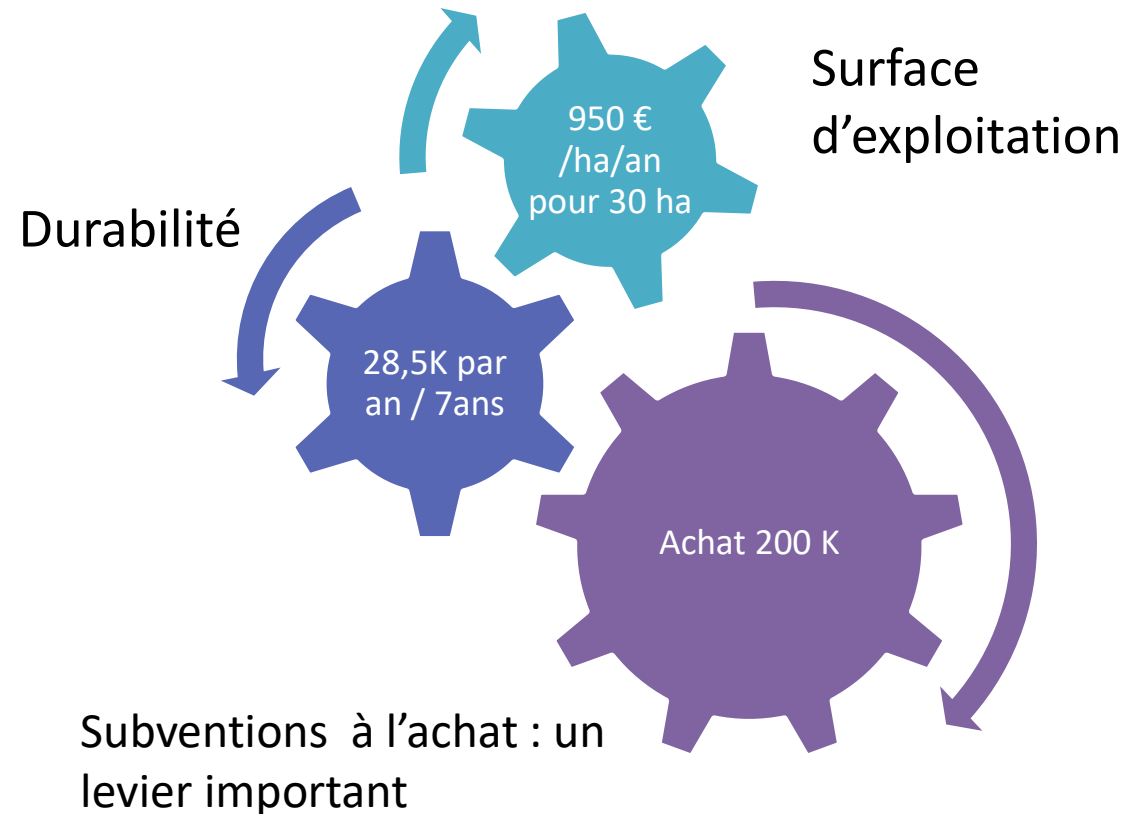 Surface
d’exploitation
950 €
/ha/an
pour 30 ha
Durabilité
28,5K par
an / 7ans
Achat 200 K
Subventions  à l’achat : un
levier important